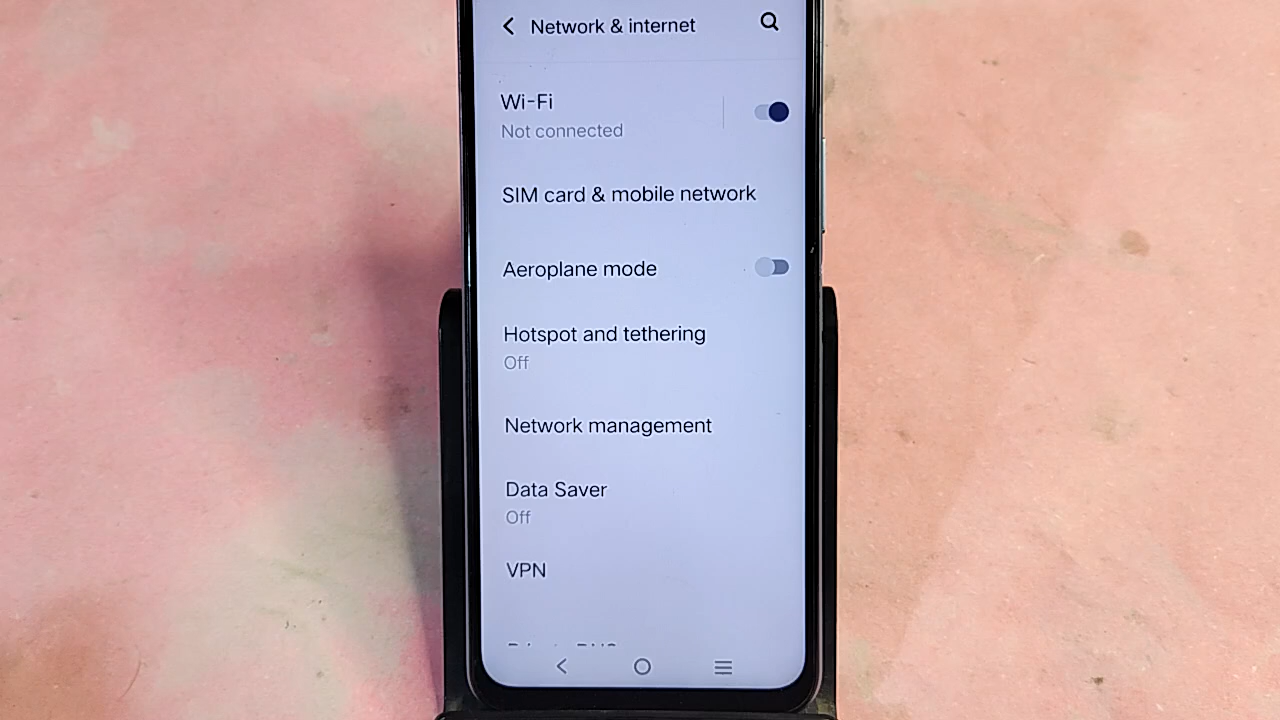 Network & internet
Wi-Fi
Not connected
SIM card & mobile network
Aeroplane mode
Hotspot and tethering
Off
Network management
Data Saver
Off
VPN